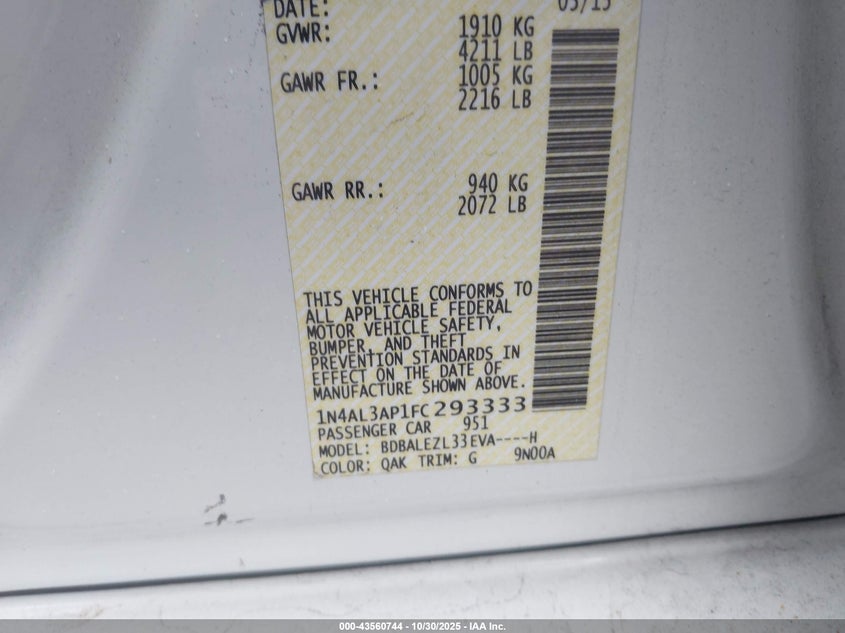 DATE: 05/15
GVWR: 1910 KG
4211 LB
GAWR FR.: 1005 KG
2216 LB
GAWR RR.: 940 KG
2072 LB
THIS VEHICLE CONFORMS TO
ALL APPLICABLE FEDERAL
MOTOR VEHICLE SAFETY,
BUMPER, AND THEFT
PREVENTION STANDARDS IN
EFFECT ON THE DATE OF
MANUFACTURE SHOWN ABOVE.
1N4AL3AP1FC293333
PASSENGER CAR 951
MODEL: BDBALEZL33EVA----H
COLOR: QAK TRIM: G 9N00A
000-43560744 - 10/30/2025 - IAA Inc.